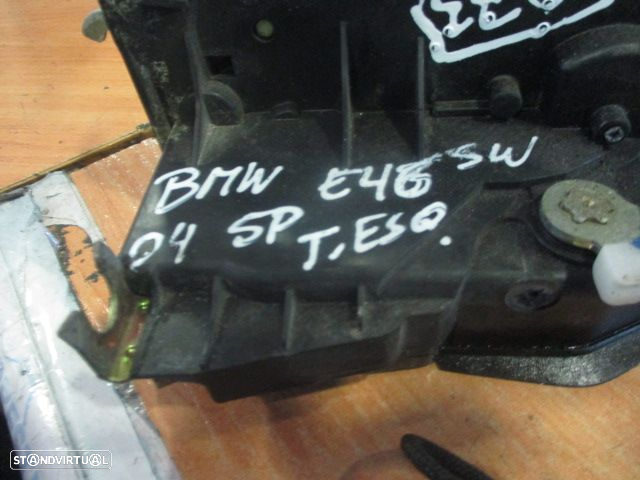 BMW E46 SW
04 5P T. ESQ.
STANDVIRTUAL